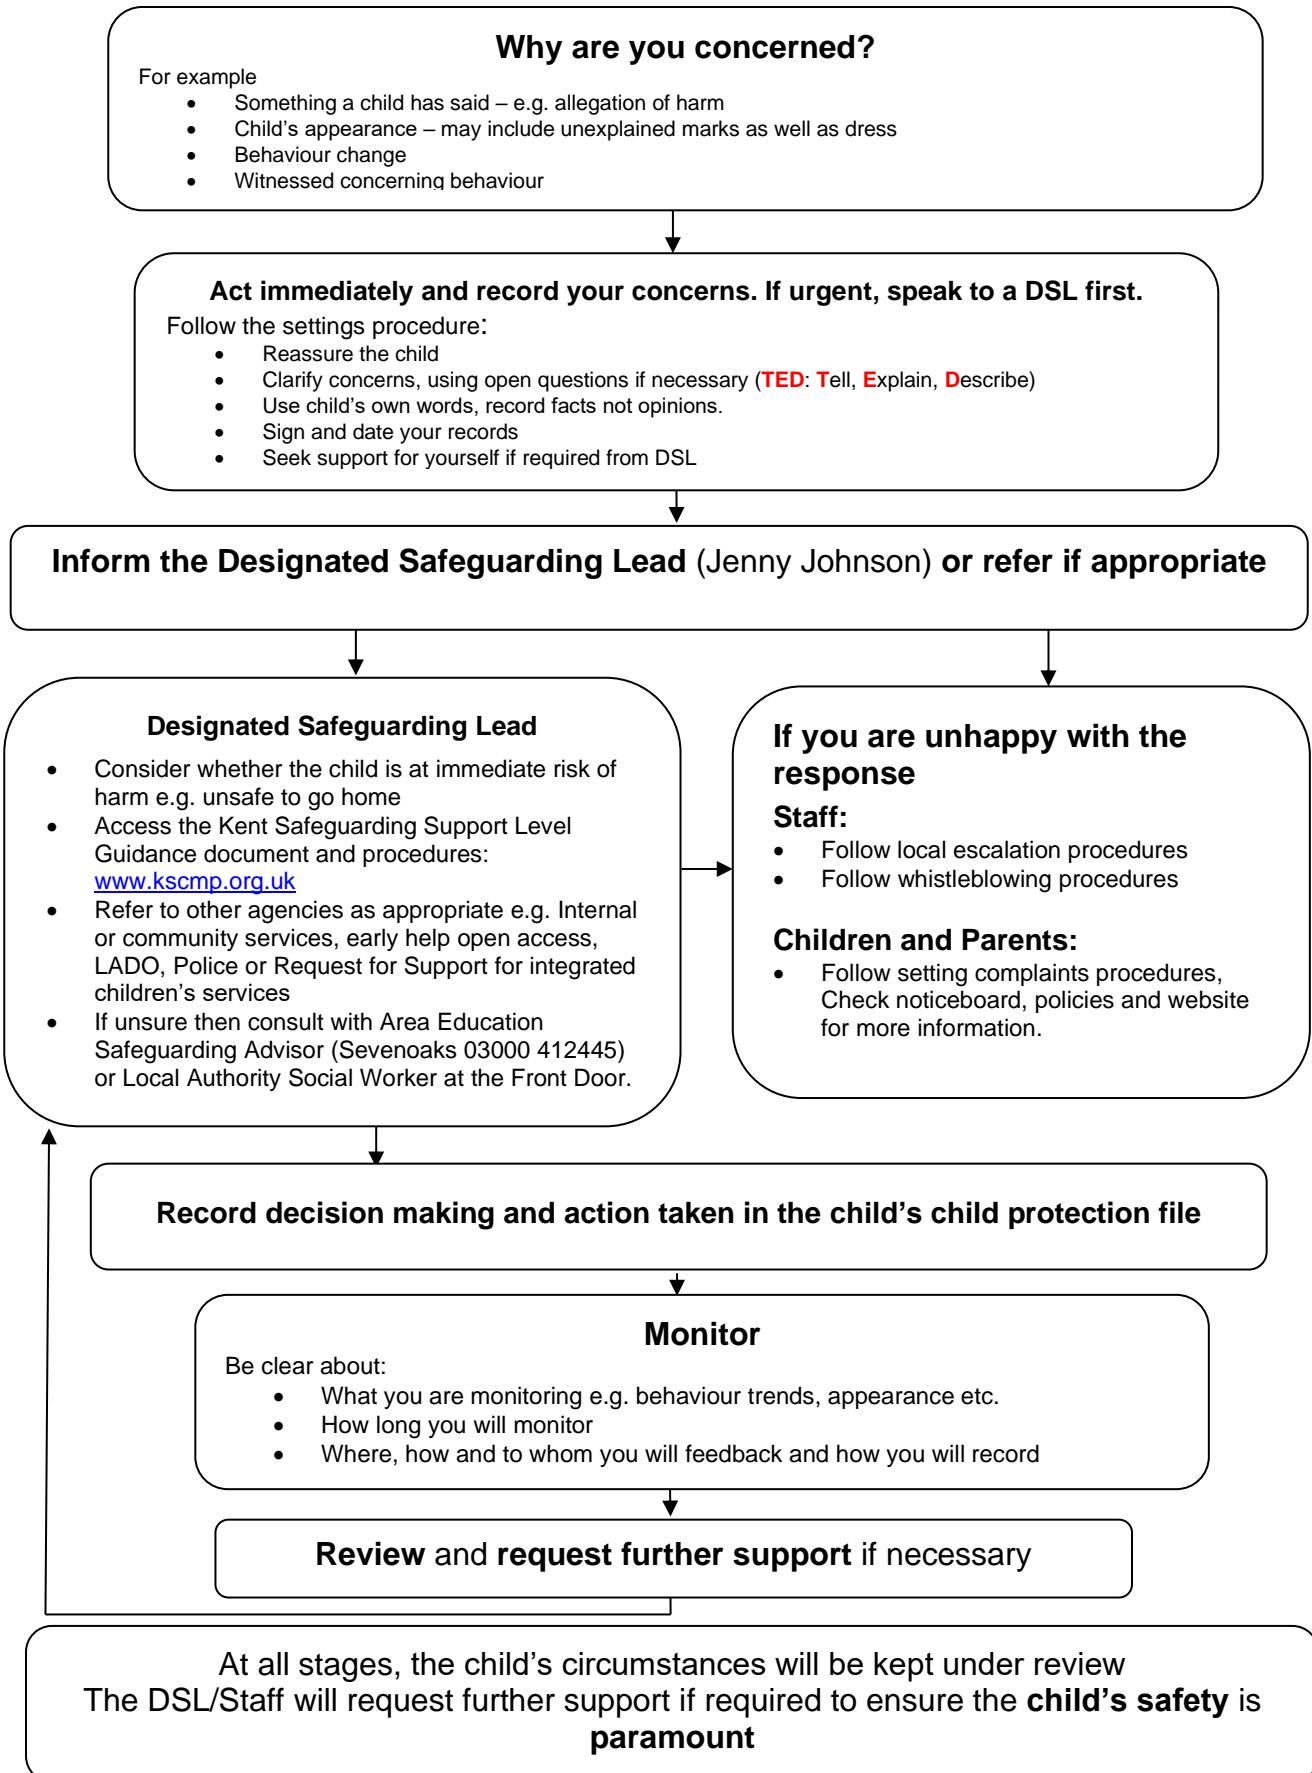 Why are you concerned?
For example
• Something a child has said – e.g. allegation of harm
• Child's appearance – may include unexplained marks as well as dress
• Behaviour change
• Witnessed concerning behaviour
Act immediately and record your concerns. If urgent, speak to a DSL first.
Follow the settings procedure:
• Reassure the child
• Clarify concerns, using open questions if necessary (TED: Tell, Explain, Describe)
• Use child's own words, record facts not opinions.
• Sign and date your records
• Seek support for yourself if required from DSL
Inform the Designated Safeguarding Lead (Jenny Johnson) or refer if appropriate
Designated Safeguarding Lead
• Consider whether the child is at immediate risk of
harm e.g. unsafe to go home
• Access the Kent Safeguarding Support Level
Guidance document and procedures:
www.kscmp.org.uk
• Refer to other agencies as appropriate e.g. Internal
or community services, early help open access,
LADO, Police or Request for Support for integrated
children's services
• If unsure then consult with Area Education
Safeguarding Advisor (Sevenoaks 03000 412445)
or Local Authority Social Worker at the Front Door.
If you are unhappy with the
response
Staff:
• Follow local escalation procedures
• Follow whistleblowing procedures
Children and Parents:
• Follow setting complaints procedures,
Check noticeboard, policies and website
for more information.
Record decision making and action taken in the child's child protection file
Monitor
Be clear about:
• What you are monitoring e.g. behaviour trends, appearance etc.
• How long you will monitor
• Where, how and to whom you will feedback and how you will record
Review and request further support if necessary
At all stages, the child's circumstances will be kept under review
The DSL/Staff will request further support if required to ensure the child's safety is
paramount